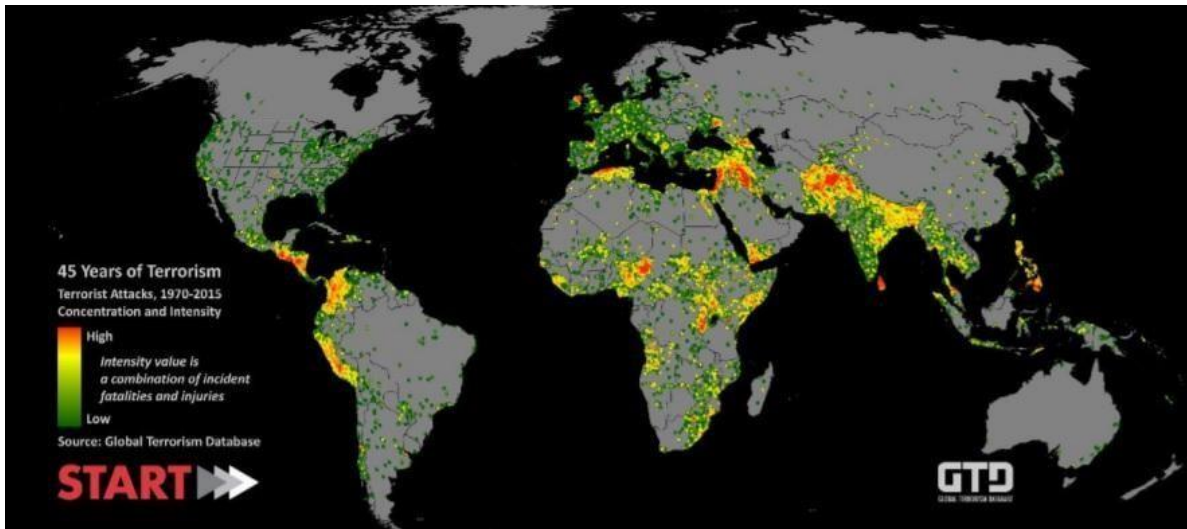 45 Years of Terrorism
Terrorist Attacks, 1970-2015
Concentration and Intensity
High
Intensity value is
a combination of incident
fatalities and injuries
Low
Source: Global Terrorism Database
START
GTD
GLOBAL TERRORISM DATABASE